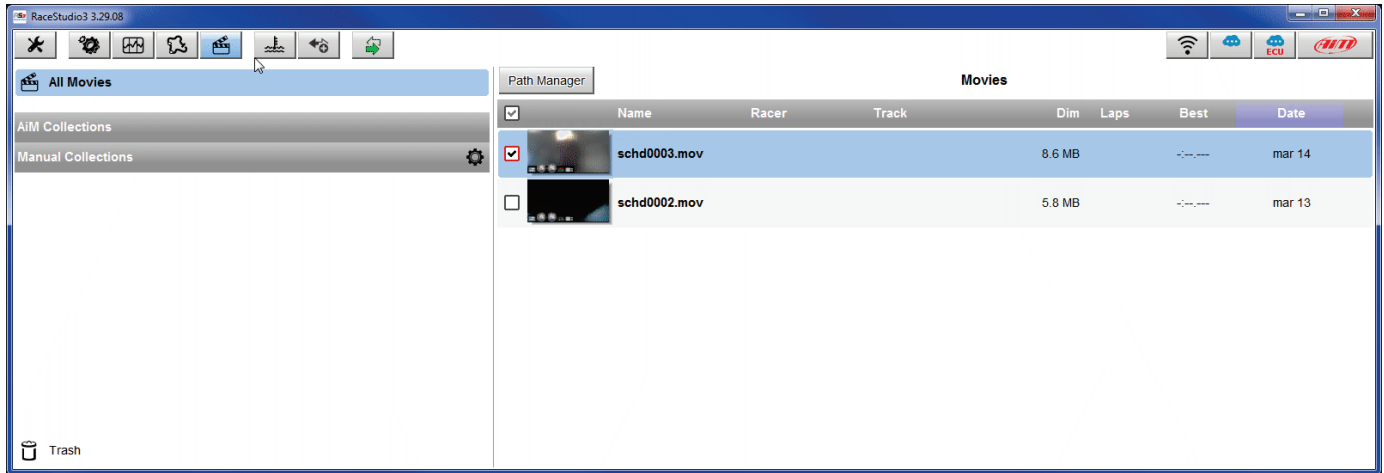 RaceStudio3 3.29.08
ECU
AiM
All Movies
AiM Collections
Manual Collections
Trash
Path Manager
Movies
Name Racer Track Dim Laps Best Date
schd0003.mov 8.6 MB -:--.--- mar 14
schd0002.mov 5.8 MB -:--.--- mar 13